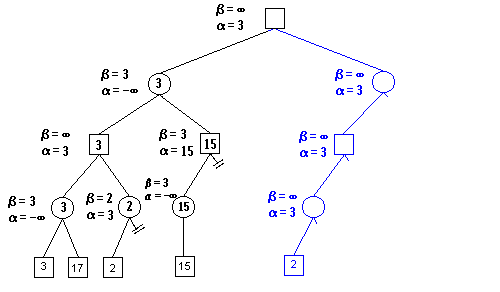 β = ∞
α = 3
β = 3
α = −∞
3
β = ∞
α = 3
β = ∞
α = 3
3
β = 3
α = 15
15
β = ∞
α = 3
β = 3
α = −∞
3
β = 2
α = 3
2
β = 3
α = −∞
15
β = ∞
α = 3
3
17
2
15
2